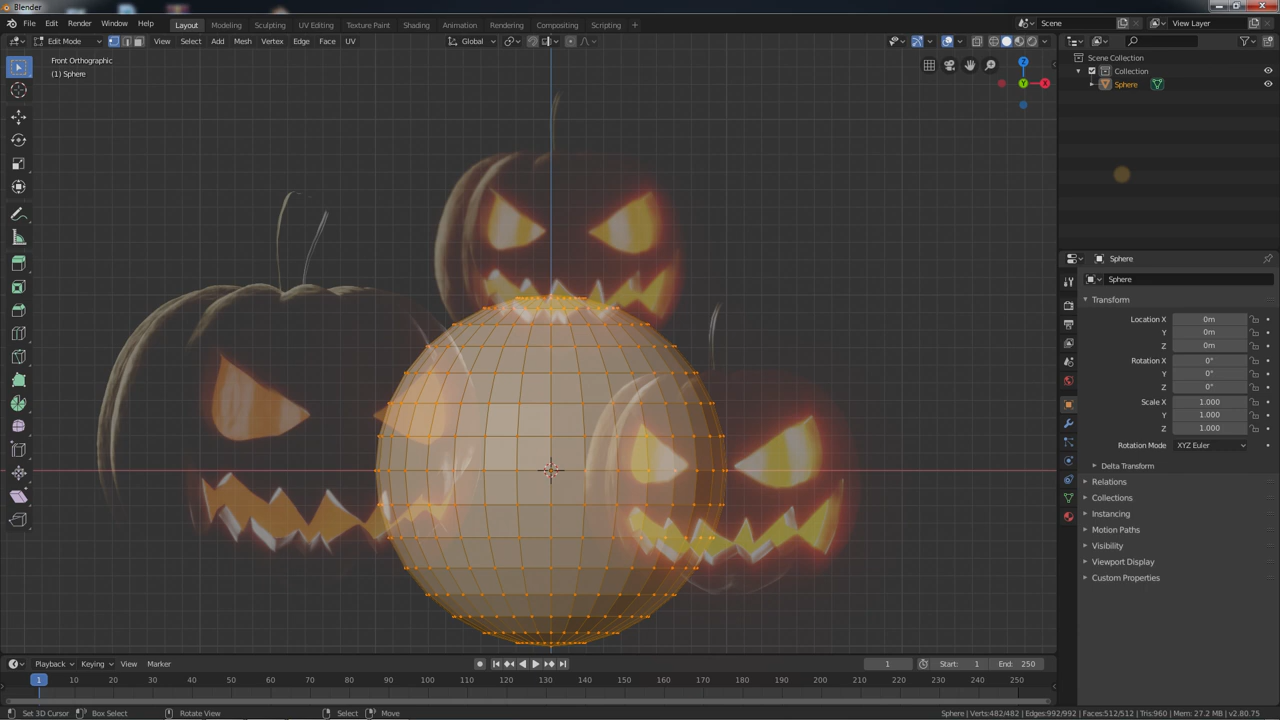 Blender
File Edit Render Window Help Layout Modeling Sculpting UV Editing Texture Paint Shading Animation Rendering Compositing Scripting + Scene View Layer
Edit Mode View Select Add Mesh Vertex Edge Face UV Global
Front Orthographic
(1) Sphere
Z
Y
X
Scene Collection
Collection
Sphere
Sphere
Sphere
Transform
Location X 0m
Y 0m
Z 0m
Rotation X 0°
Y 0°
Z 0°
Scale X 1.000
Y 1.000
Z 1.000
Rotation Mode XYZ Euler
Delta Transform
Relations
Collections
Instancing
Motion Paths
Visibility
Viewport Display
Custom Properties
Playback Keying View Marker 1 Start: 1 End: 250
1 10 20 30 40 50 60 70 80 90 100 110 120 130 140 150 160 170 180 190 200 210 220 230 240 250
Set 3D Cursor Box Select Rotate View Select Move Sphere | Verts:482/482 | Edges:992/992 | Faces:512/512 | Tris:960 | Mem: 27.2 MB | v2.80.75